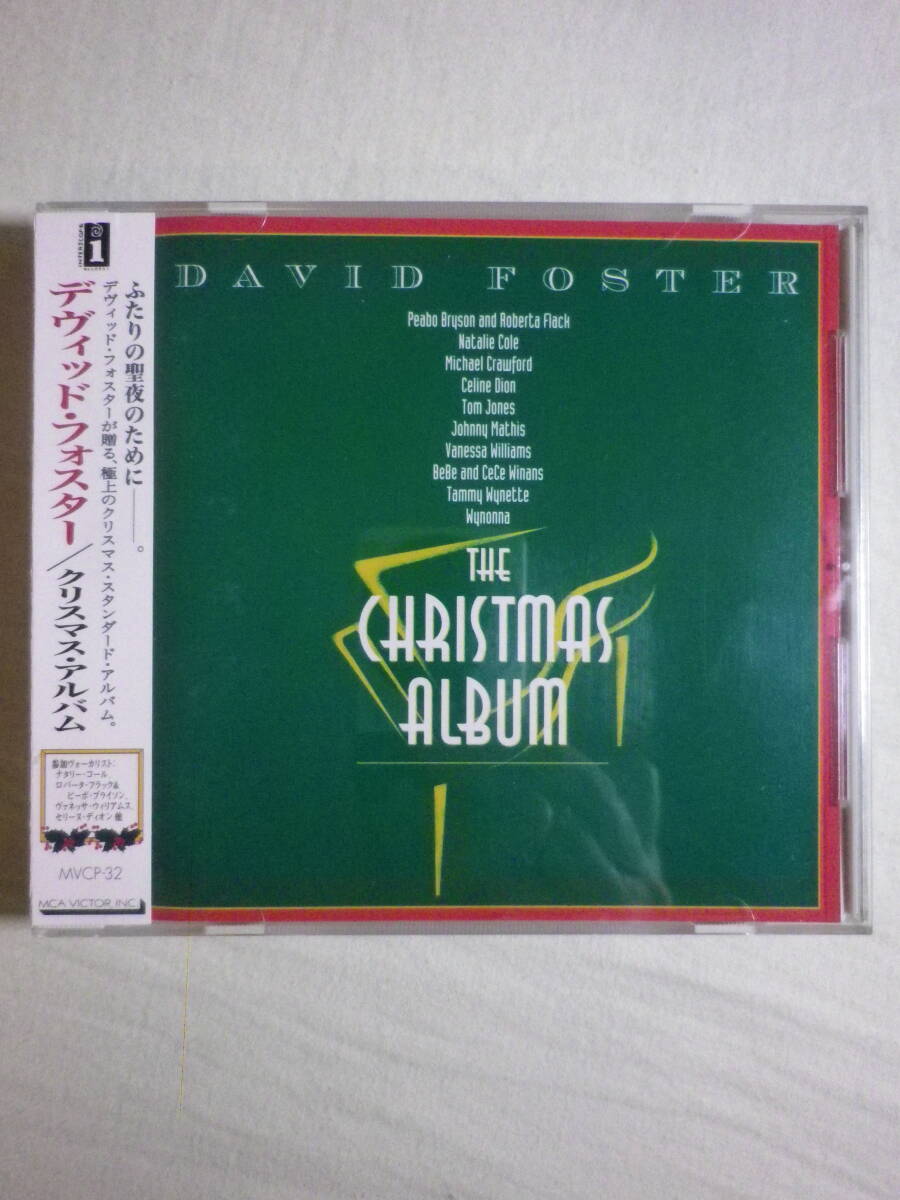 INTERSCOPE
RECORDS
ふたりの聖夜のために――。
デヴィッド・フォスターが贈る、極上のクリスマス・スタンダード・アルバム。
デヴィッド・フォスター/クリスマス・アルバム
参加ヴォーカリスト:
ナタリー・コール、
ロバータ・フラック&
ピーボ・ブライソン、
ヴァネッサ・ウィリアムス、
セリーヌ・ディオン 他
MVCP-32
MCA VICTOR, INC.
DAVID FOSTER
Peabo Bryson and Roberta Flack
Natalie Cole
Michael Crawford
Celine Dion
Tom Jones
Johnny Mathis
Vanessa Williams
BeBe and CeCe Winans
Tammy Wynette
Wynonna
THE
CHRISTMAS
ALBUM